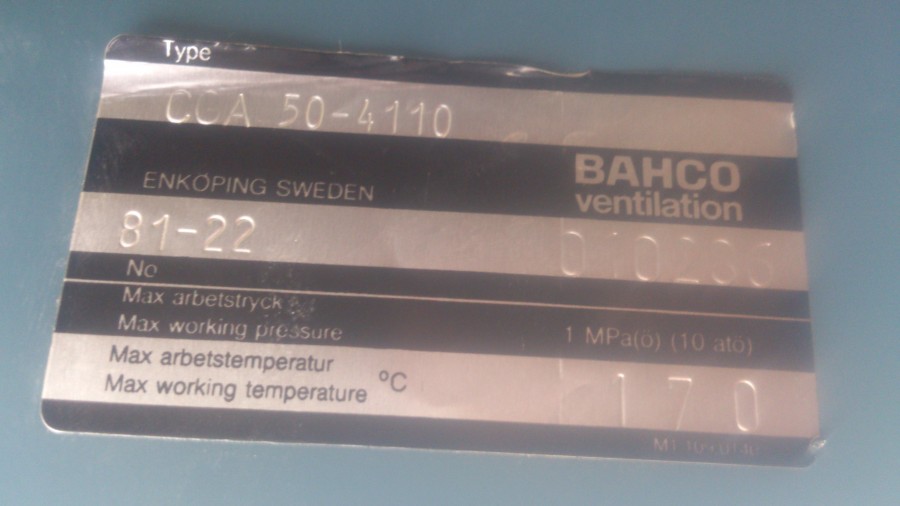 Type
CCA 50-4110
BAHCO
ENKÖPING SWEDEN
ventilation
81-22
No
Max arbetstryck
Max working pressure
1 MPa(ö) (10 atö)
Max arbetstemperatur
Max working temperature °C
170